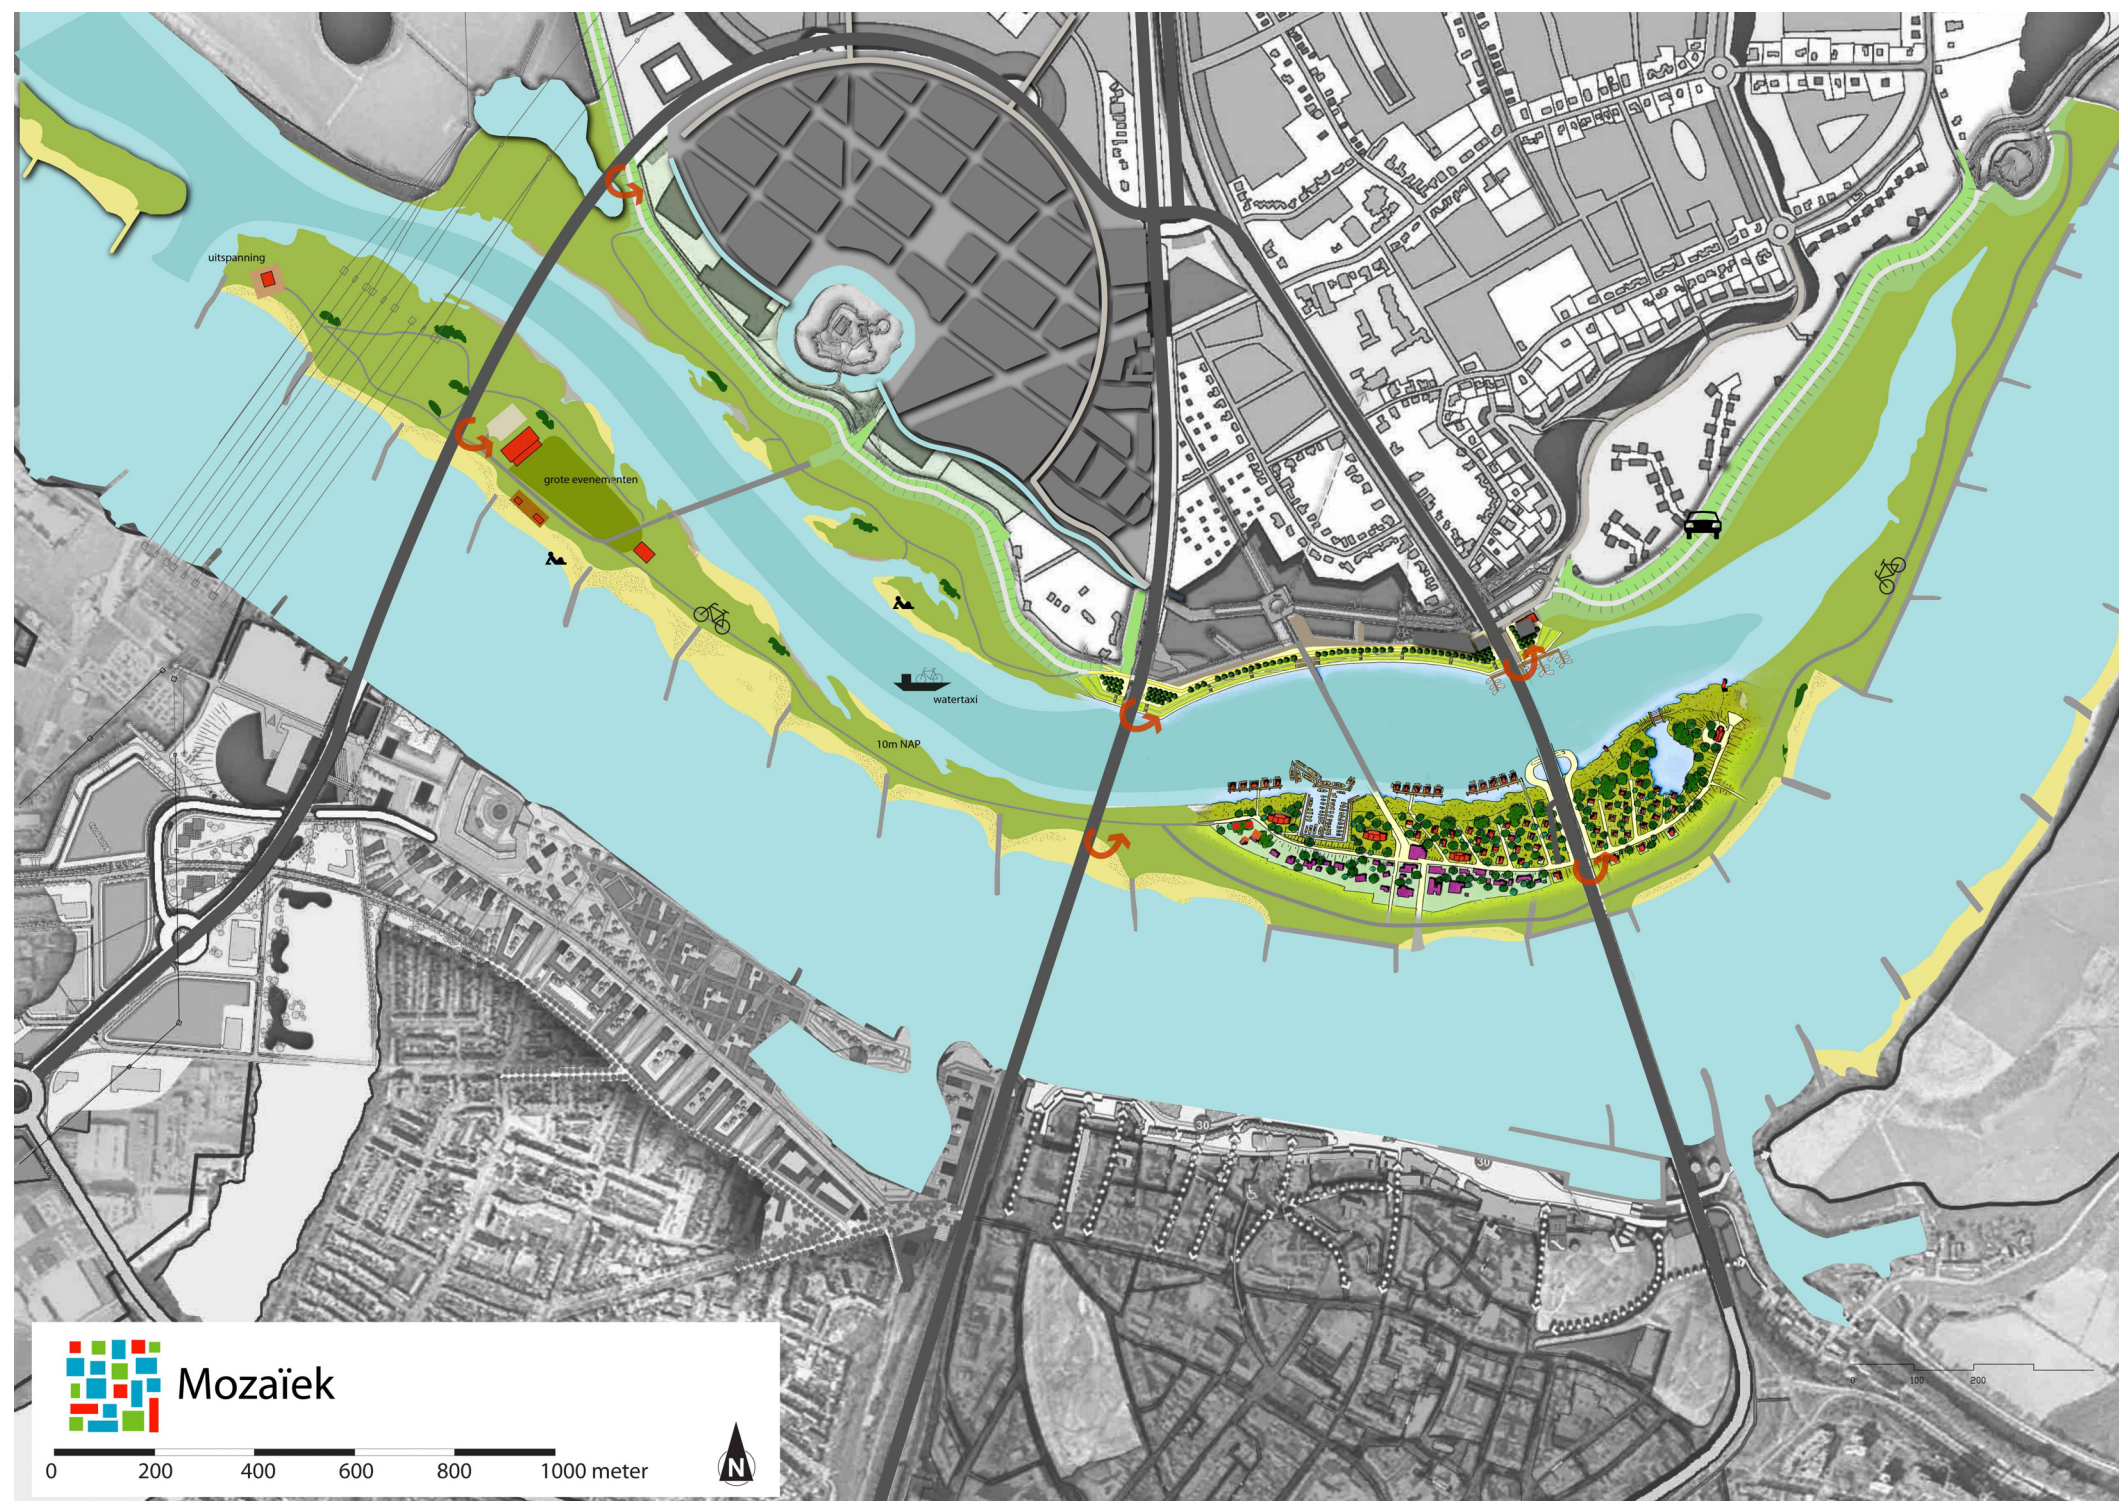 uitspanning
grote evenementen
watertaxi
10m NAP
30
30
Mozaïek
0 200 400 600 800 1000 meter
N
0 100 200